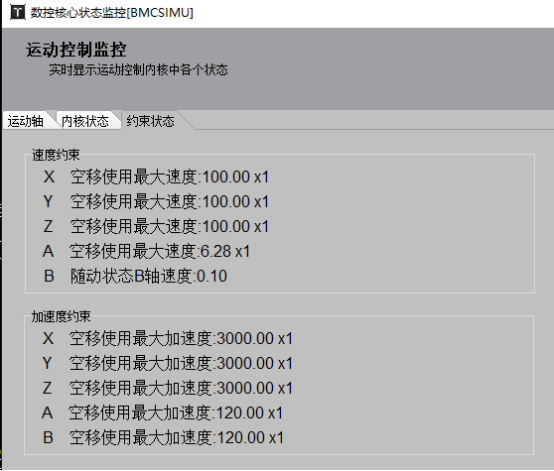 数控核心状态监控[BMCSIMU]
运动控制监控
实时显示运动控制内核中各个状态
运动轴 内核状态 约束状态
速度约束
X 空移使用最大速度:100.00 x1
Y 空移使用最大速度:100.00 x1
Z 空移使用最大速度:100.00 x1
A 空移使用最大速度:6.28 x1
B 随动状态B轴速度:0.10
加速度约束
X 空移使用最大加速度:3000.00 x1
Y 空移使用最大加速度:3000.00 x1
Z 空移使用最大加速度:3000.00 x1
A 空移使用最大加速度:120.00 x1
B 空移使用最大加速度:120.00 x1